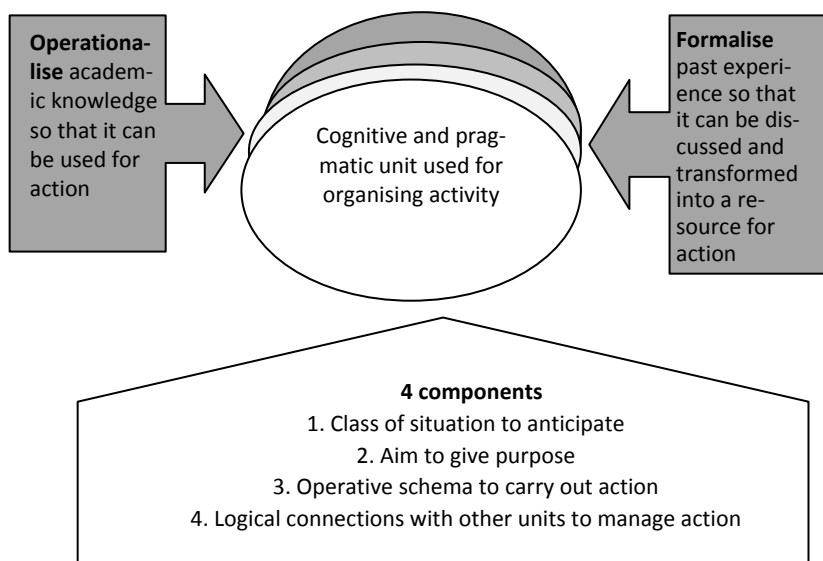 Operationa-
lise academ-
ic knowledge
so that it can
be used for
action
Cognitive and prag-
matic unit used for
organising activity
Formalise
past experi-
ence so that
it can be dis-
cussed and
transformed
into a re-
source for
action
4 components
1. Class of situation to anticipate
2. Aim to give purpose
3. Operative schema to carry out action
4. Logical connections with other units to manage action